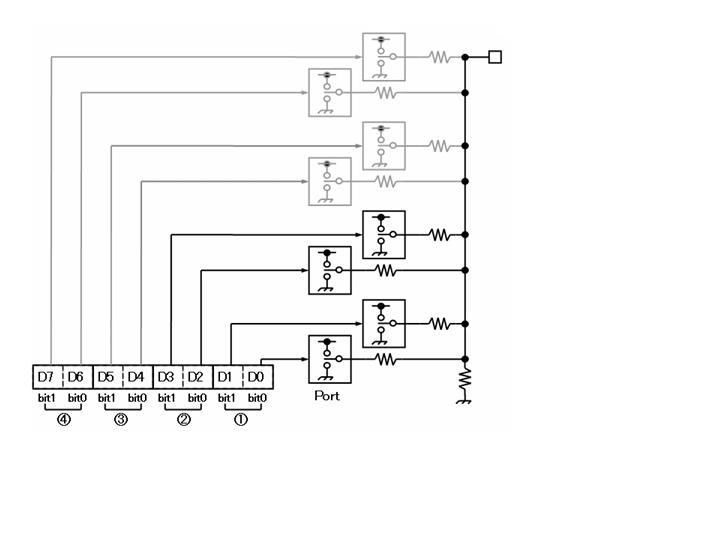 D7 D6 D5 D4 D3 D2 D1 D0
bit1 bit0 bit1 bit0 bit1 bit0 bit1 bit0 Port
④ ③ ② ①